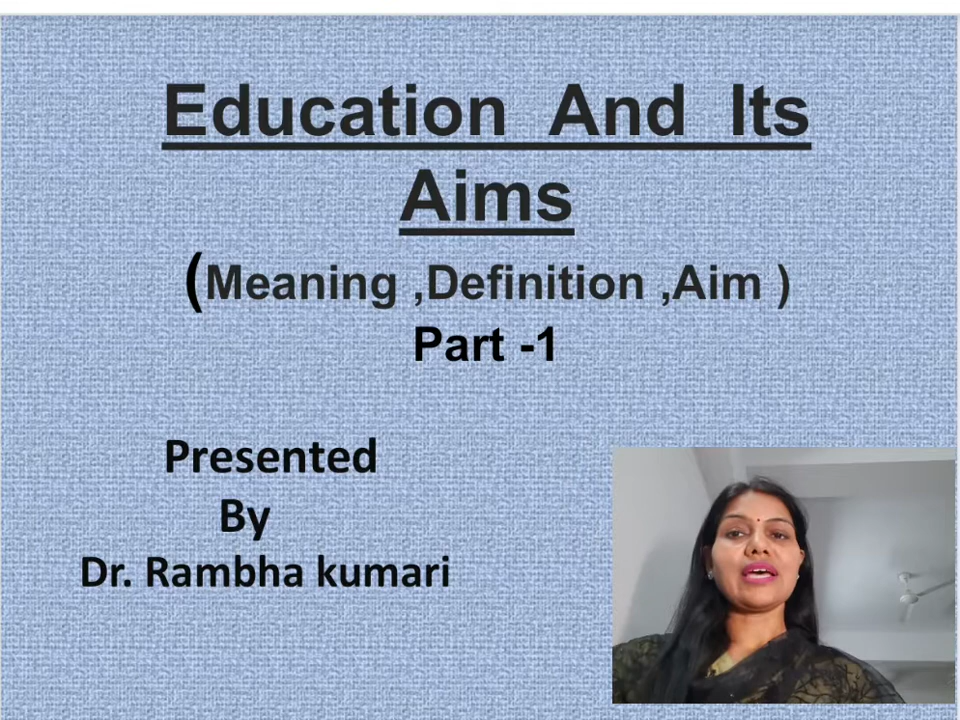 Education And Its
Aims
(Meaning ,Definition ,Aim )
Part -1
Presented
By
Dr. Rambha kumari